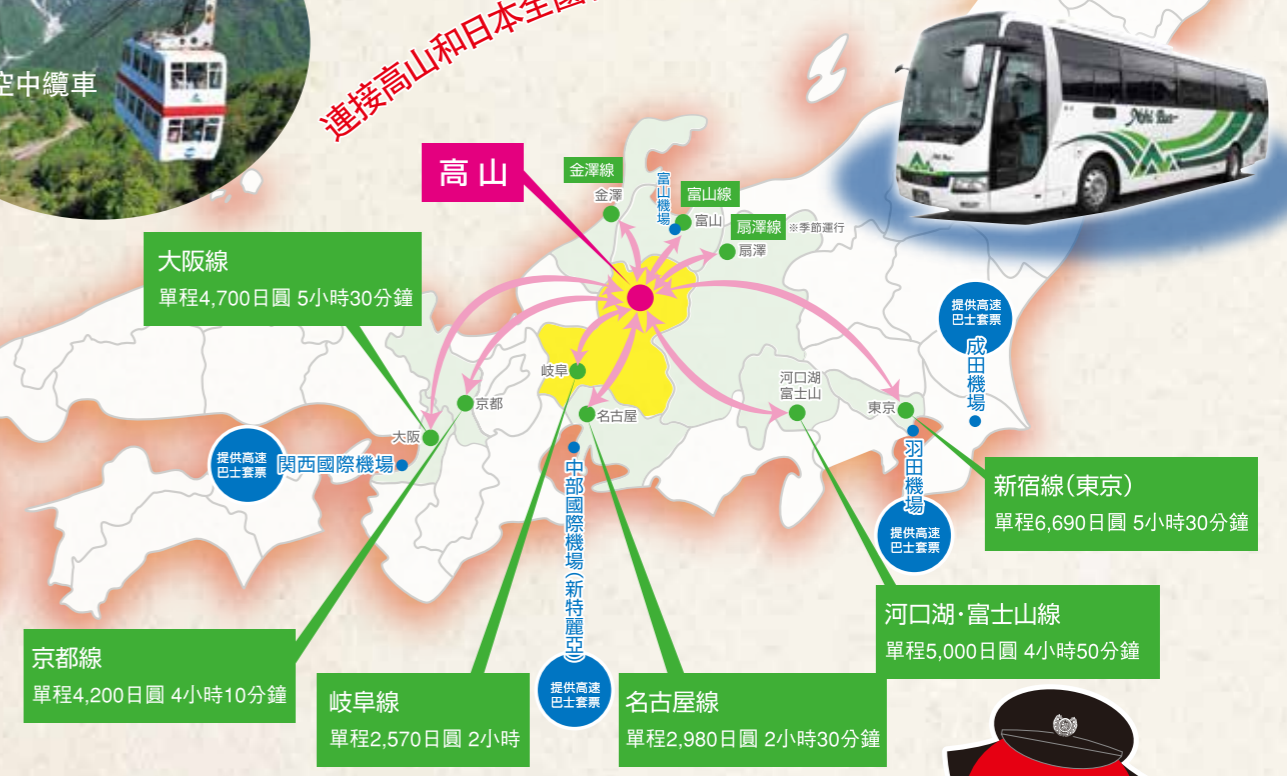 空中纜車
連接高山和日本全國
Nohi Bus
高山
金澤線
金澤
富山機場
富山線
富山
扇澤線 ※季節運行
扇澤
大阪線
單程4,700日圓 5小時30分鐘
提供高速
巴士套票
成田機場
岐阜
河口湖
富士山
京都
名古屋
東京
大阪
提供高速
巴士套票
関西國際機場
中部國際機場(新特麗亞)
提供高速
巴士套票
羽田機場
提供高速
巴士套票
新宿線(東京)
單程6,690日圓 5小時30分鐘
河口湖・富士山線
單程5,000日圓 4小時50分鐘
京都線
單程4,200日圓 4小時10分鐘
岐阜線
單程2,570日圓 2小時
名古屋線
單程2,980日圓 2小時30分鐘